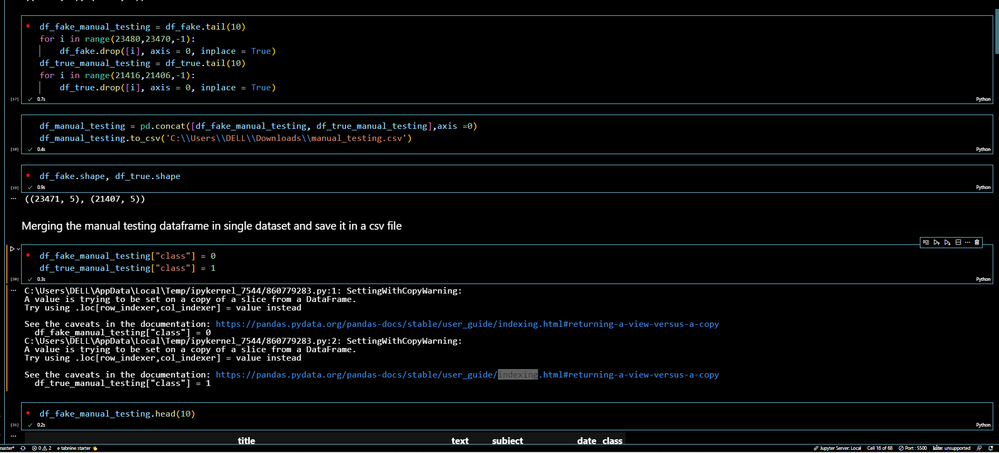 df_fake_manual_testing = df_fake.tail(10)
for i in range(23480,23470,-1):
    df_fake.drop([i], axis = 0, inplace = True)
df_true_manual_testing = df_true.tail(10)
for i in range(21416,21406,-1):
    df_true.drop([i], axis = 0, inplace = True)
[17] ✓ 0.7s Python
df_manual_testing = pd.concat([df_fake_manual_testing, df_true_manual_testing],axis =0)
df_manual_testing.to_csv('C:\\Users\\DELL\\Downloads\\manual_testing.csv')
[18] ✓ 0.4s Python
df_fake.shape, df_true.shape
[19] ✓ 0.9s Python
... ((23471, 5), (21407, 5))
Merging the manual testing dataframe in single dataset and save it in a csv file
df_fake_manual_testing["class"] = 0
df_true_manual_testing["class"] = 1
[20] ✓ 0.3s Python
... C:\Users\DELL\AppData\Local\Temp/ipykernel_7544/860779283.py:1: SettingWithCopyWarning:
A value is trying to be set on a copy of a slice from a DataFrame.
Try using .loc[row_indexer,col_indexer] = value instead
See the caveats in the documentation: https://pandas.pydata.org/pandas-docs/stable/user_guide/indexing.html#returning-a-view-versus-a-copy
  df_fake_manual_testing["class"] = 0
C:\Users\DELL\AppData\Local\Temp/ipykernel_7544/860779283.py:2: SettingWithCopyWarning:
A value is trying to be set on a copy of a slice from a DataFrame.
Try using .loc[row_indexer,col_indexer] = value instead
See the caveats in the documentation: https://pandas.pydata.org/pandas-docs/stable/user_guide/indexing.html#returning-a-view-versus-a-copy
  df_true_manual_testing["class"] = 1
df_fake_manual_testing.head(10)
[21] ✓ 0.2s Python
... title text subject date class
master* 0 2 tabnine starter Jupyter Server: Local Cell 16 of 68 Port : 5500 kite: unsupported